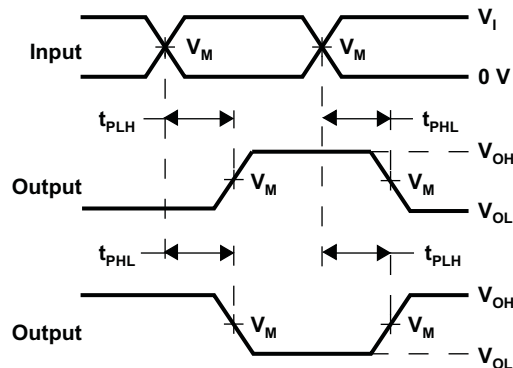 V_I
Input
V_M
V_M
0 V
t_PLH
t_PHL
V_OH
Output
V_M
V_M
V_OL
t_PHL
t_PLH
V_OH
Output
V_M
V_M
V_OL